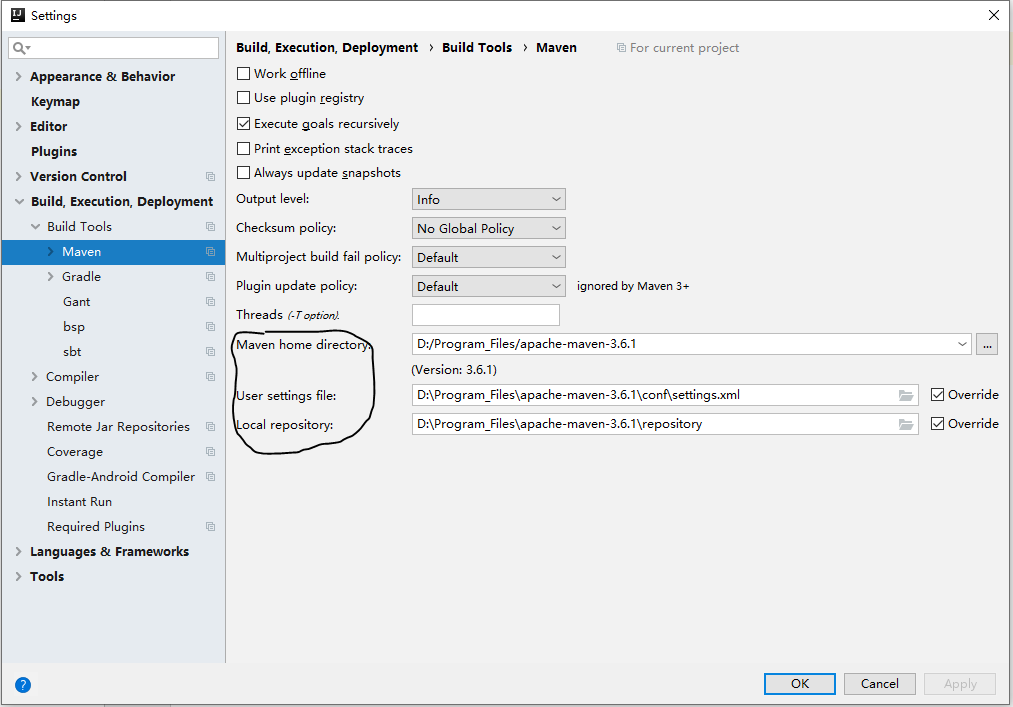 Settings
Build, Execution, Deployment › Build Tools › Maven For current project
Appearance & Behavior
Keymap
Editor
Plugins
Version Control
Build, Execution, Deployment
Build Tools
Maven
Gradle
Gant
bsp
sbt
Compiler
Debugger
Remote Jar Repositories
Coverage
Gradle-Android Compiler
Instant Run
Required Plugins
Languages & Frameworks
Tools
Work offline
Use plugin registry
Execute goals recursively
Print exception stack traces
Always update snapshots
Output level: Info
Checksum policy: No Global Policy
Multiproject build fail policy: Default
Plugin update policy: Default ignored by Maven 3+
Threads (-T option):
Maven home directory: D:/Program_Files/apache-maven-3.6.1 ...
(Version: 3.6.1)
User settings file: D:\Program_Files\apache-maven-3.6.1\conf\settings.xml Override
Local repository: D:\Program_Files\apache-maven-3.6.1\repository Override
? OK Cancel Apply